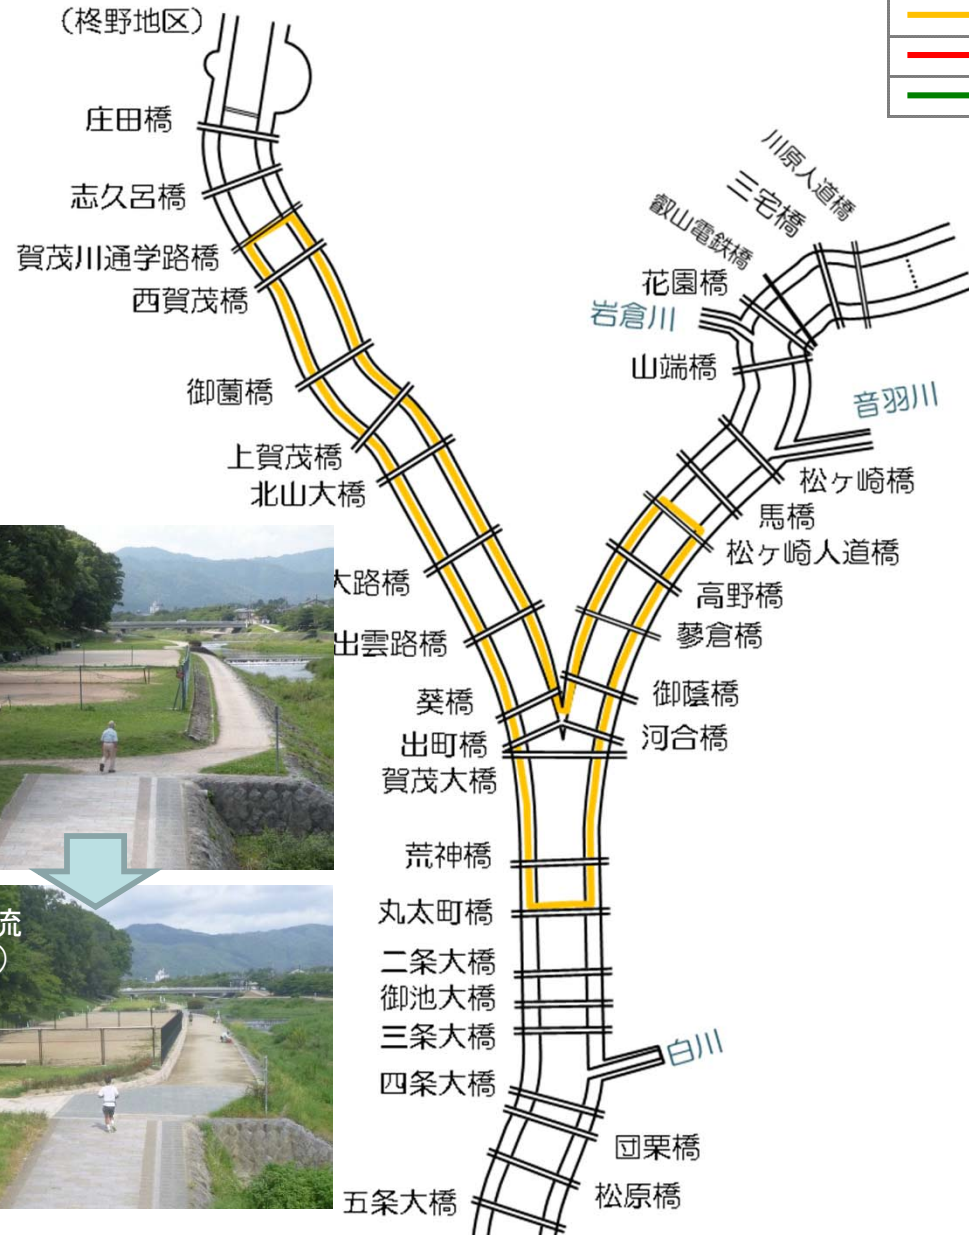 （柊野地区）
庄田橋
志久呂橋
賀茂川通学路橋
西賀茂橋
御薗橋
上賀茂橋
北山大橋
大路橋
出雲路橋
葵橋
出町橋
賀茂大橋
荒神橋
丸太町橋
二条大橋
御池大橋
三条大橋
四条大橋
五条大橋
川原人道橋
三宅橋
叡山電鉄橋
花園橋
岩倉川
山端橋
音羽川
松ヶ崎橋
馬橋
松ヶ崎人道橋
高野橋
蓼倉橋
御蔭橋
河合橋
白川
団栗橋
松原橋
流
）